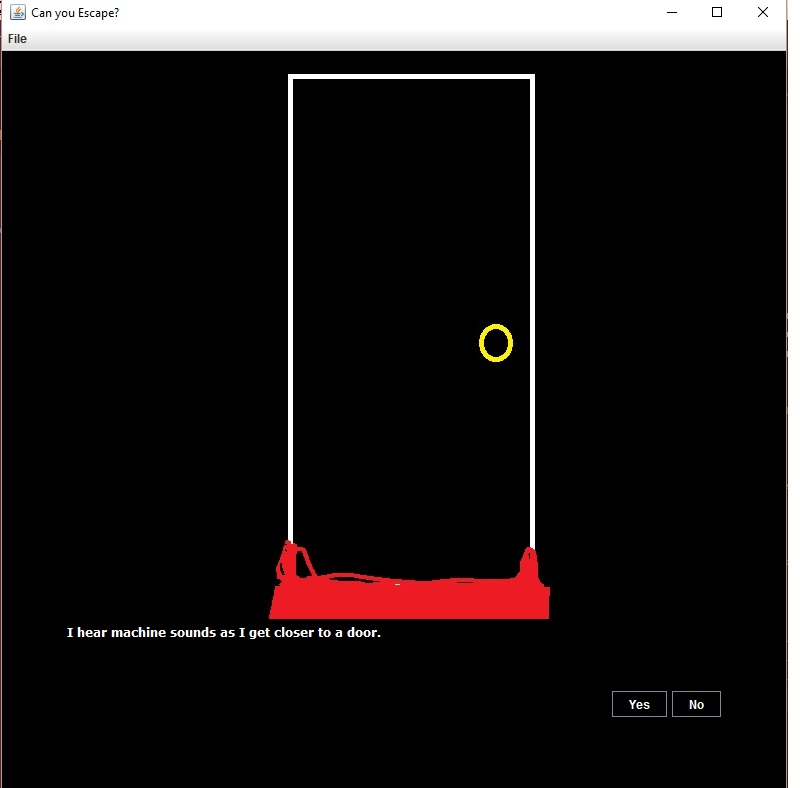 Can you Escape?
File
I hear machine sounds as I get closer to a door.
Yes No